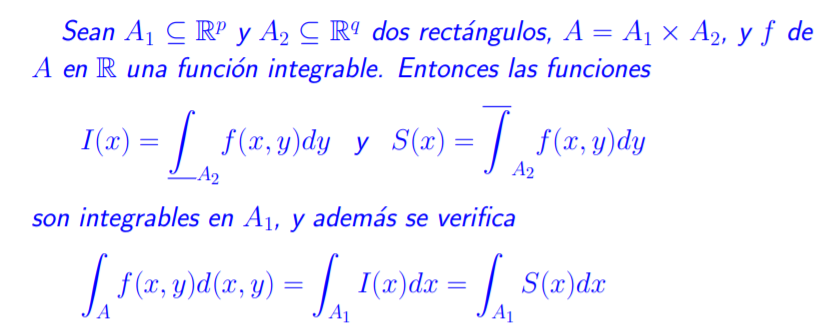 Sean $A_1 \subseteq \mathbb{R}^p$ y $A_2 \subseteq \mathbb{R}^q$ dos rectángulos, $A = A_1 \times A_2$, y $f$ de
$A$ en $\mathbb{R}$ una función integrable. Entonces las funciones
$I(x) = \underline{\int}_{A_2} f(x, y)dy$ y $S(x) = \overline{\int}_{A_2} f(x, y)dy$
son integrables en $A_1$, y además se verifica
$\int_A f(x, y)d(x, y) = \int_{A_1} I(x)dx = \int_{A_1} S(x)dx$